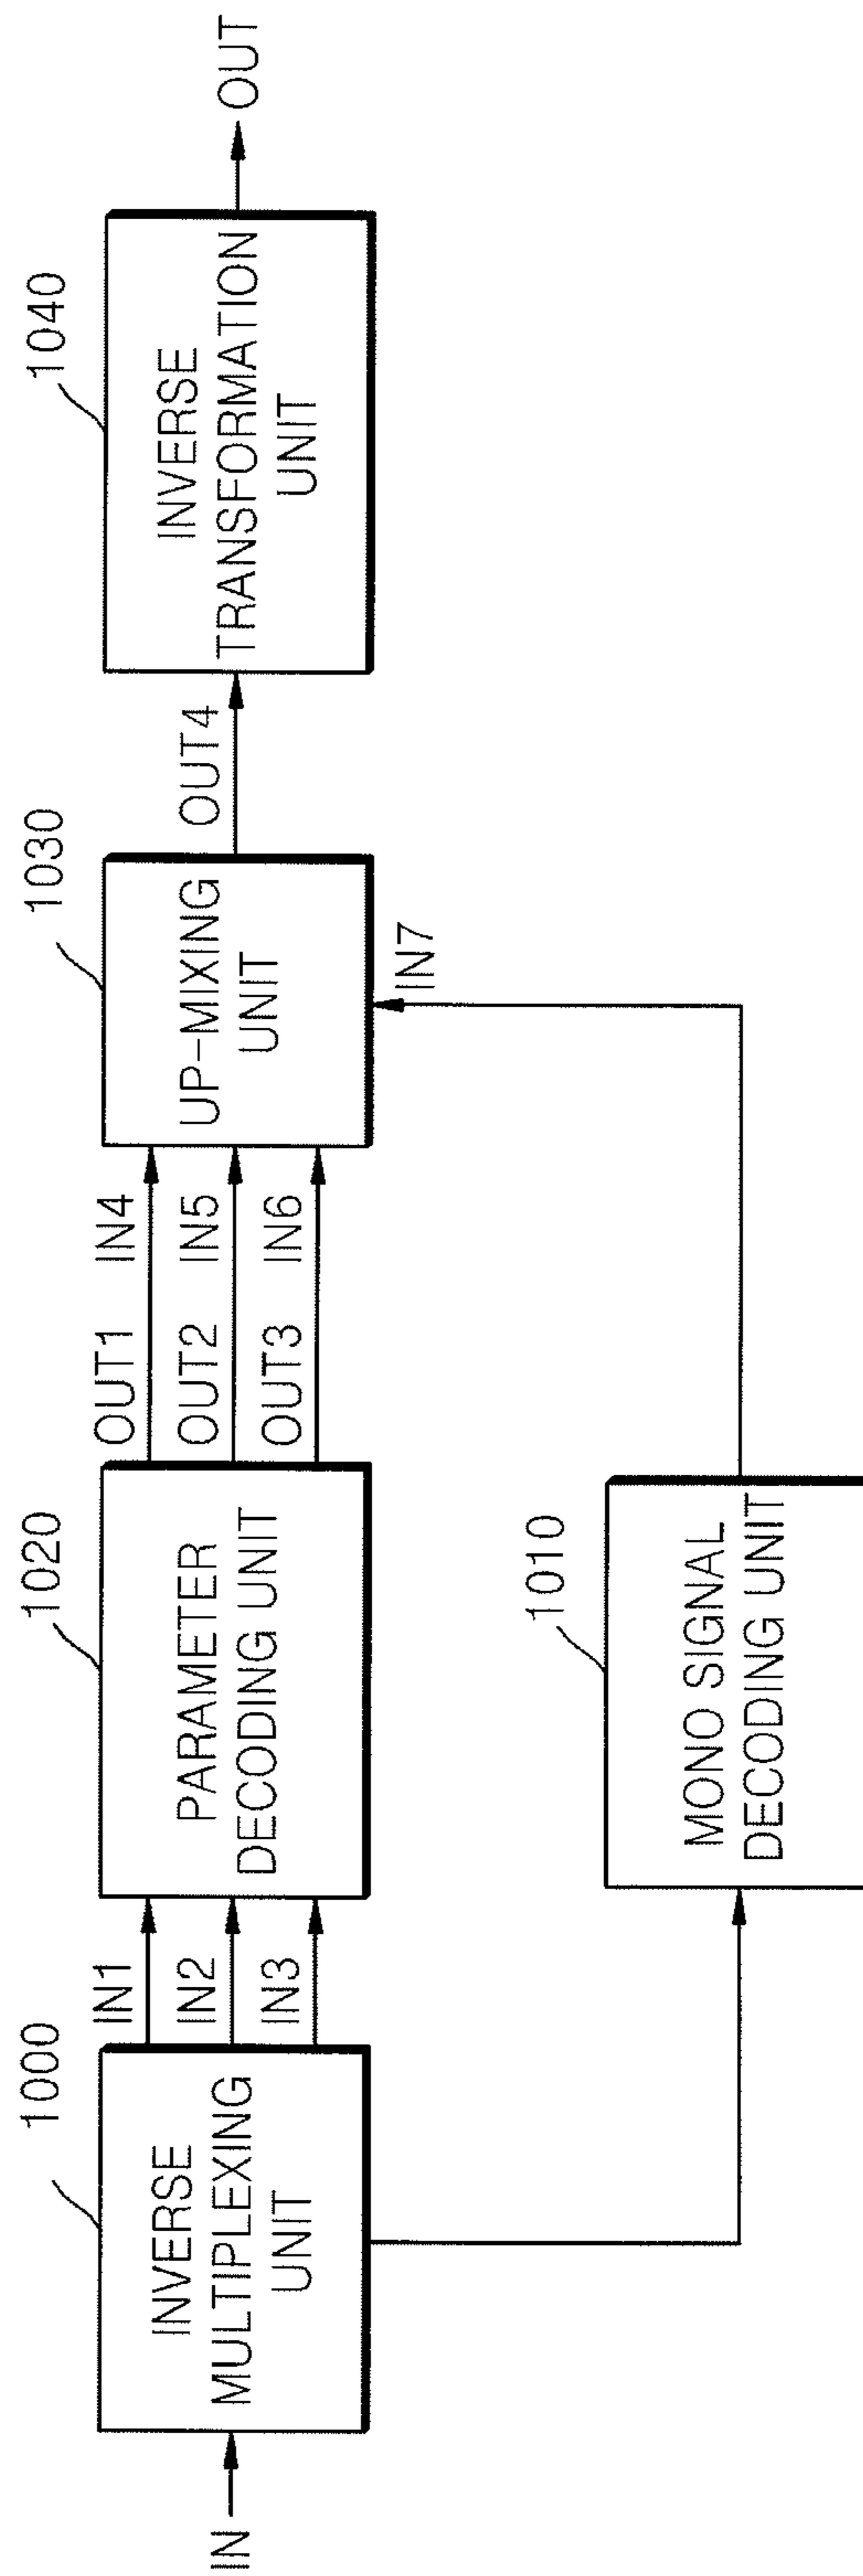 IN
1000
INVERSE
MULTIPLEXING
UNIT
IN1
IN2
IN3
1020
PARAMETER
DECODING UNIT
OUT1 IN4
OUT2 IN5
OUT3 IN6
1030
UP-MIXING
UNIT
IN7
OUT4
1040
INVERSE
TRANSFORMATION
UNIT
OUT
1010
MONO SIGNAL
DECODING UNIT